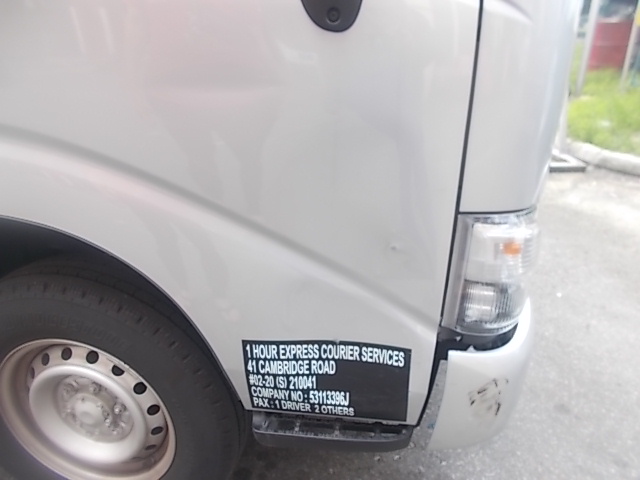 1 HOUR EXPRESS COURIER SERVICES
41 CAMBRIDGE ROAD
#02-20 (S) 210041
COMPANY NO : 53113396J
PAX : 1 DRIVER 2 OTHERS